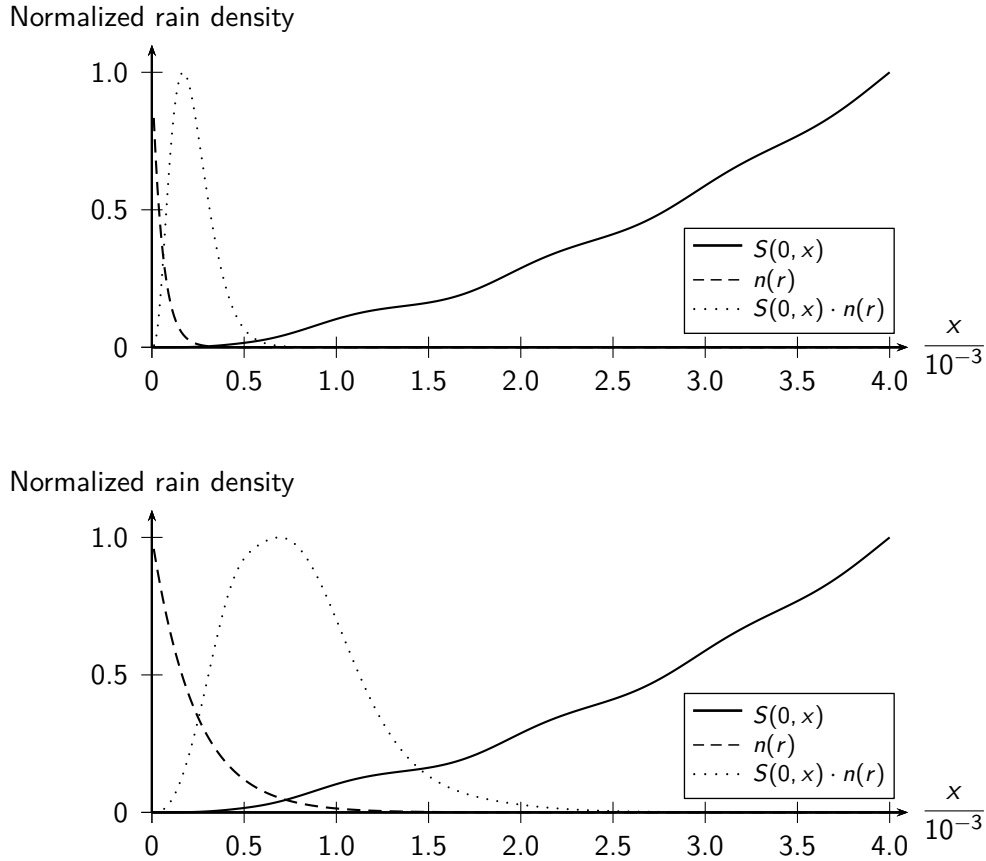 Normalized rain density
1.0
0.5
0
0 0.5 1.0 1.5 2.0 2.5 3.0 3.5 4.0
x
10⁻³
S(0, x)
n(r)
S(0, x) · n(r)
Normalized rain density
1.0
0.5
0
0 0.5 1.0 1.5 2.0 2.5 3.0 3.5 4.0
x
10⁻³
S(0, x)
n(r)
S(0, x) · n(r)